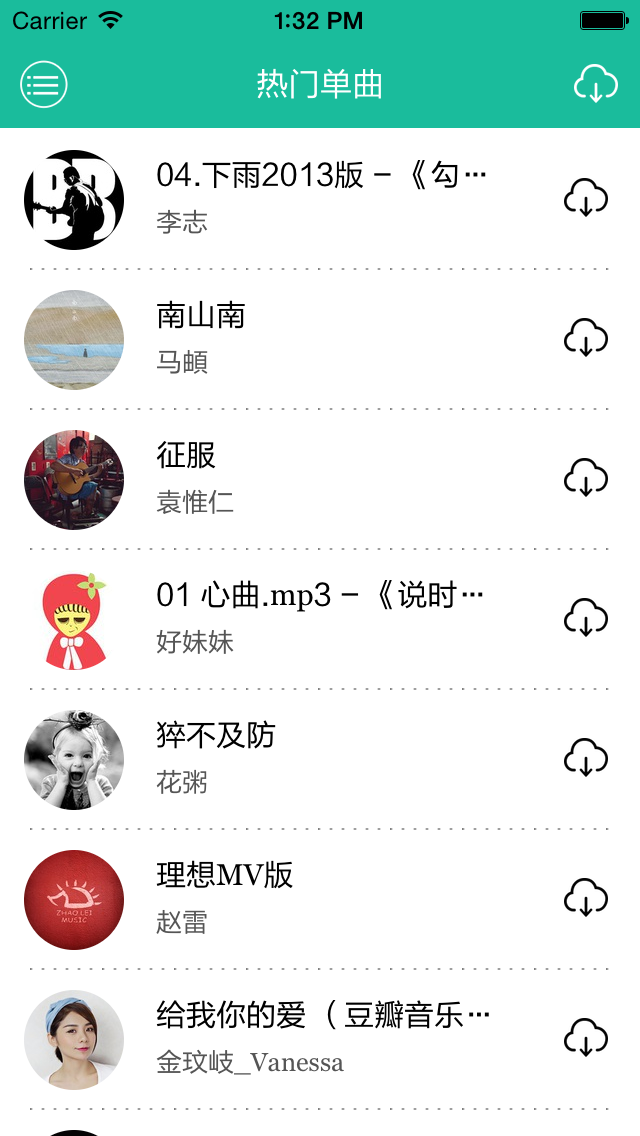 Carrier 1:32 PM
热门单曲
04.下雨2013版 – 《勾…
李志
南山南
马頔
征服
袁惟仁
01 心曲.mp3 – 《说时…
好妹妹
猝不及防
花粥
理想MV版
赵雷
ZHAO LEI
MUSIC
给我你的爱（豆瓣音乐…
金玟岐_Vanessa